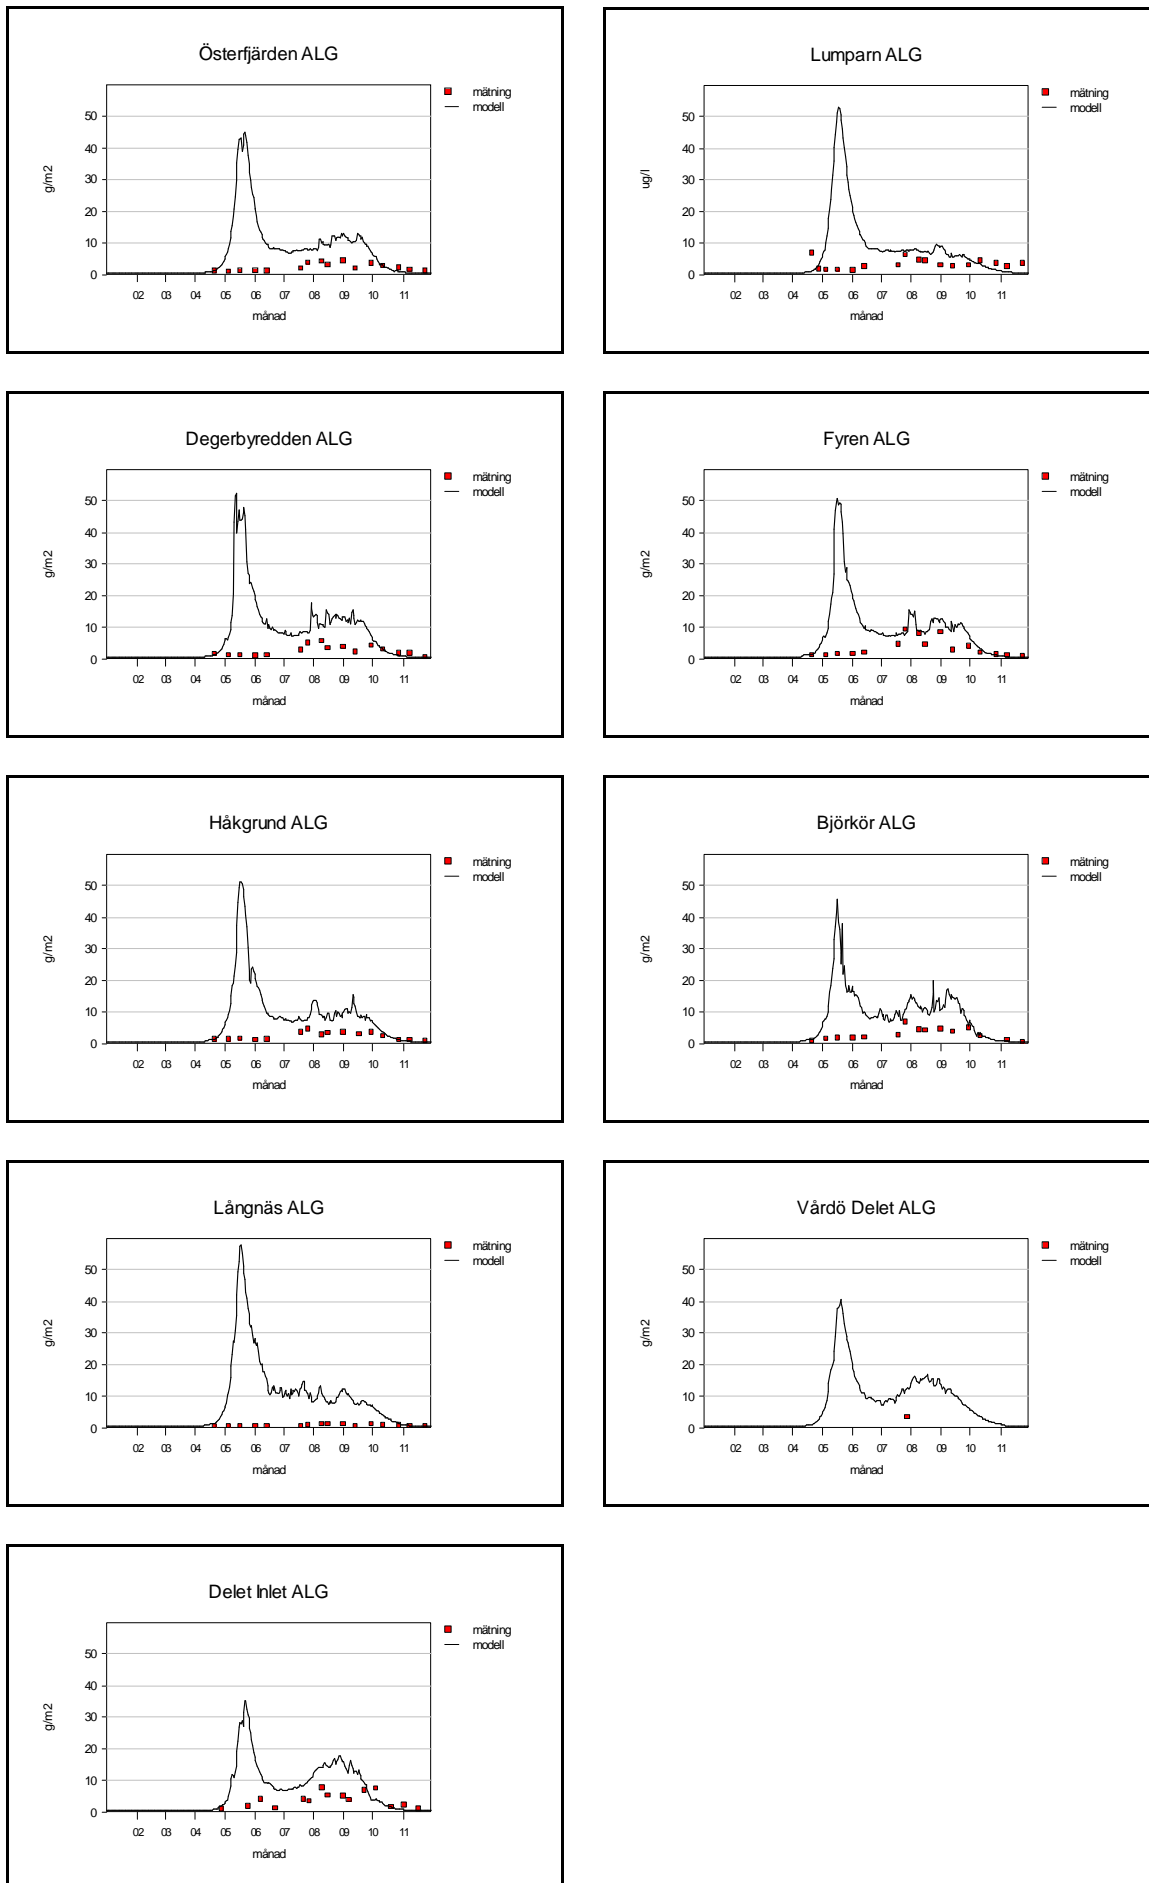 Österfjärden ALG
mätning
modell
g/m2
50
40
30
20
10
0
02 03 04 05 06 07 08 09 10 11
månad
Lumparn ALG
mätning
modell
ug/l
50
40
30
20
10
0
02 03 04 05 06 07 08 09 10 11
månad
Degerbyredden ALG
mätning
modell
g/m2
50
40
30
20
10
0
02 03 04 05 06 07 08 09 10 11
månad
Fyren ALG
mätning
modell
g/m2
50
40
30
20
10
0
02 03 04 05 06 07 08 09 10 11
månad
Håkgrund ALG
mätning
modell
g/m2
50
40
30
20
10
0
02 03 04 05 06 07 08 09 10 11
månad
Björkör ALG
mätning
modell
g/m2
50
40
30
20
10
0
02 03 04 05 06 07 08 09 10 11
månad
Långnäs ALG
mätning
modell
g/m2
50
40
30
20
10
0
02 03 04 05 06 07 08 09 10 11
månad
Vårdö Delet ALG
mätning
modell
g/m2
50
40
30
20
10
0
02 03 04 05 06 07 08 09 10 11
månad
Delet Inlet ALG
mätning
modell
g/m2
50
40
30
20
10
0
02 03 04 05 06 07 08 09 10 11
månad